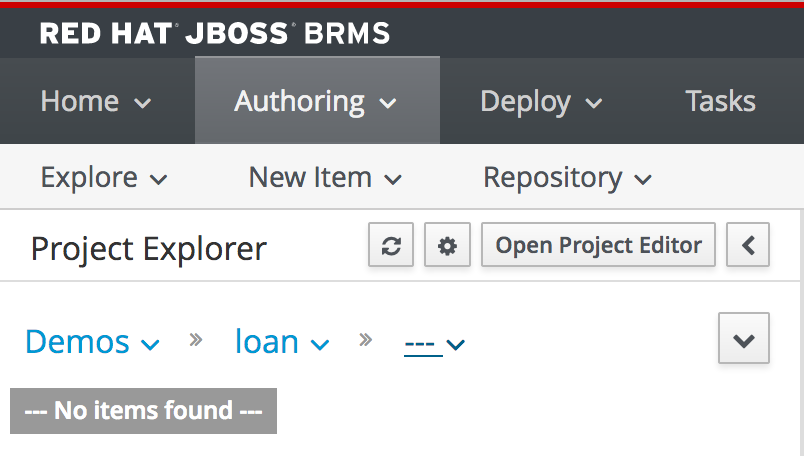 RED HAT® JBOSS® BRMS
Home Authoring Deploy Tasks
Explore New Item Repository
Project Explorer Open Project Editor
Demos » loan » ---
--- No items found ---